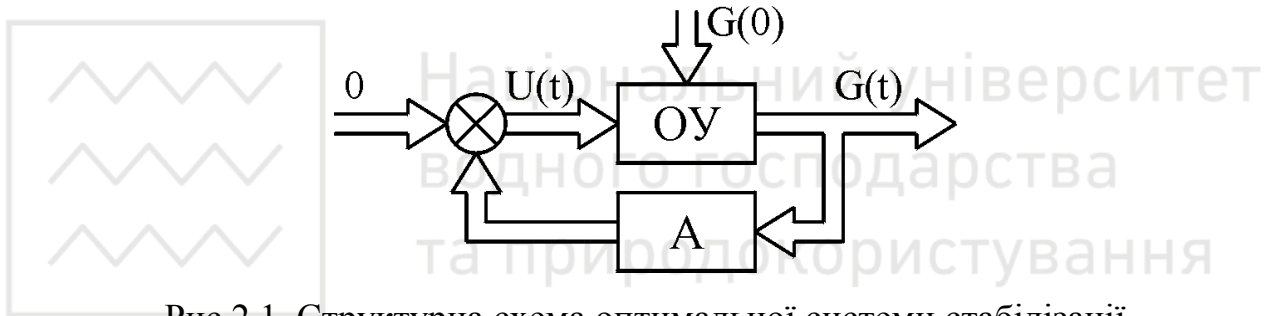 G(0)
0 U(t) G(t)
ОУ
А
Національний університет
водного господарства
та природокористування
Рис 2.1. Структурна схема оптимальної системи стабілізації